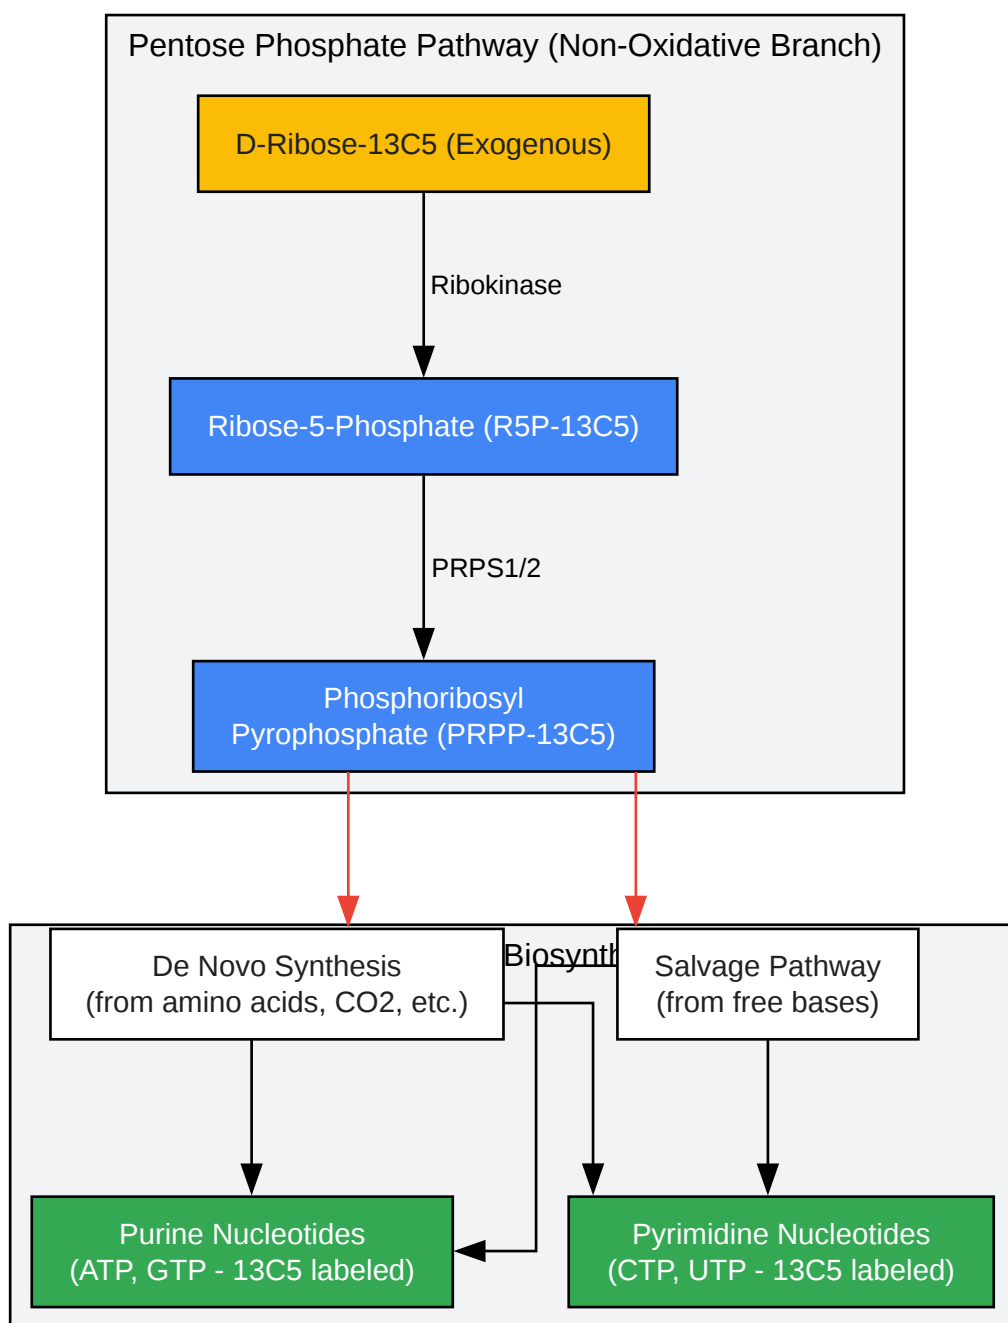 Pentose Phosphate Pathway (Non-Oxidative Branch)
D-Ribose-13C5 (Exogenous)
Ribokinase
Ribose-5-Phosphate (R5P-13C5)
PRPS1/2
Phosphoribosyl
Pyrophosphate (PRPP-13C5)
De Novo Synthesis
(from amino acids, CO2, etc.)
Salvage Pathway
(from free bases)
Purine Nucleotides
(ATP, GTP - 13C5 labeled)
Pyrimidine Nucleotides
(CTP, UTP - 13C5 labeled)